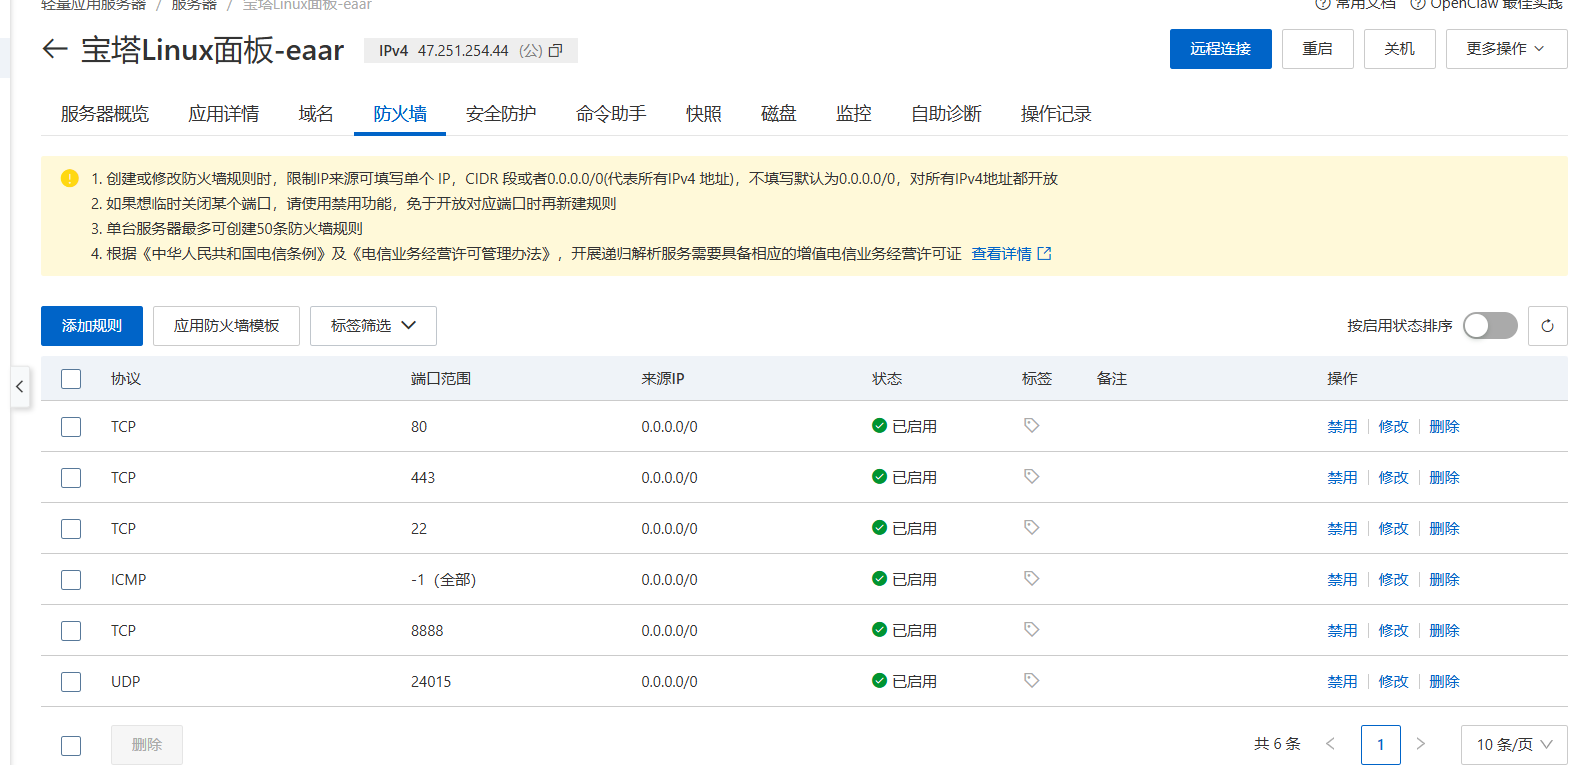 轻量应用服务器 / 服务器 / 宝塔Linux面板-eaar 常用文档 OpenClaw 最佳实践
宝塔Linux面板-eaar IPv4 47.251.254.44 (公) 远程连接 重启 关机 更多操作
服务器概览 应用详情 域名 防火墙 安全防护 命令助手 快照 磁盘 监控 自助诊断 操作记录
1. 创建或修改防火墙规则时，限制IP来源可填写单个 IP，CIDR 段或者0.0.0.0/0(代表所有IPv4 地址)，不填写默认为0.0.0.0/0，对所有IPv4地址都开放
2. 如果想临时关闭某个端口，请使用禁用功能，免于开放对应端口时再新建规则
3. 单台服务器最多可创建50条防火墙规则
4. 根据《中华人民共和国电信条例》及《电信业务经营许可管理办法》，开展递归解析服务需要具备相应的增值电信业务经营许可证 查看详情
添加规则 应用防火墙模板 标签筛选 按启用状态排序
协议 端口范围 来源IP 状态 标签 备注 操作
TCP 80 0.0.0.0/0 已启用 禁用 修改 删除
TCP 443 0.0.0.0/0 已启用 禁用 修改 删除
TCP 22 0.0.0.0/0 已启用 禁用 修改 删除
ICMP -1（全部） 0.0.0.0/0 已启用 禁用 修改 删除
TCP 8888 0.0.0.0/0 已启用 禁用 修改 删除
UDP 24015 0.0.0.0/0 已启用 禁用 修改 删除
删除 共 6 条 1 10 条/页